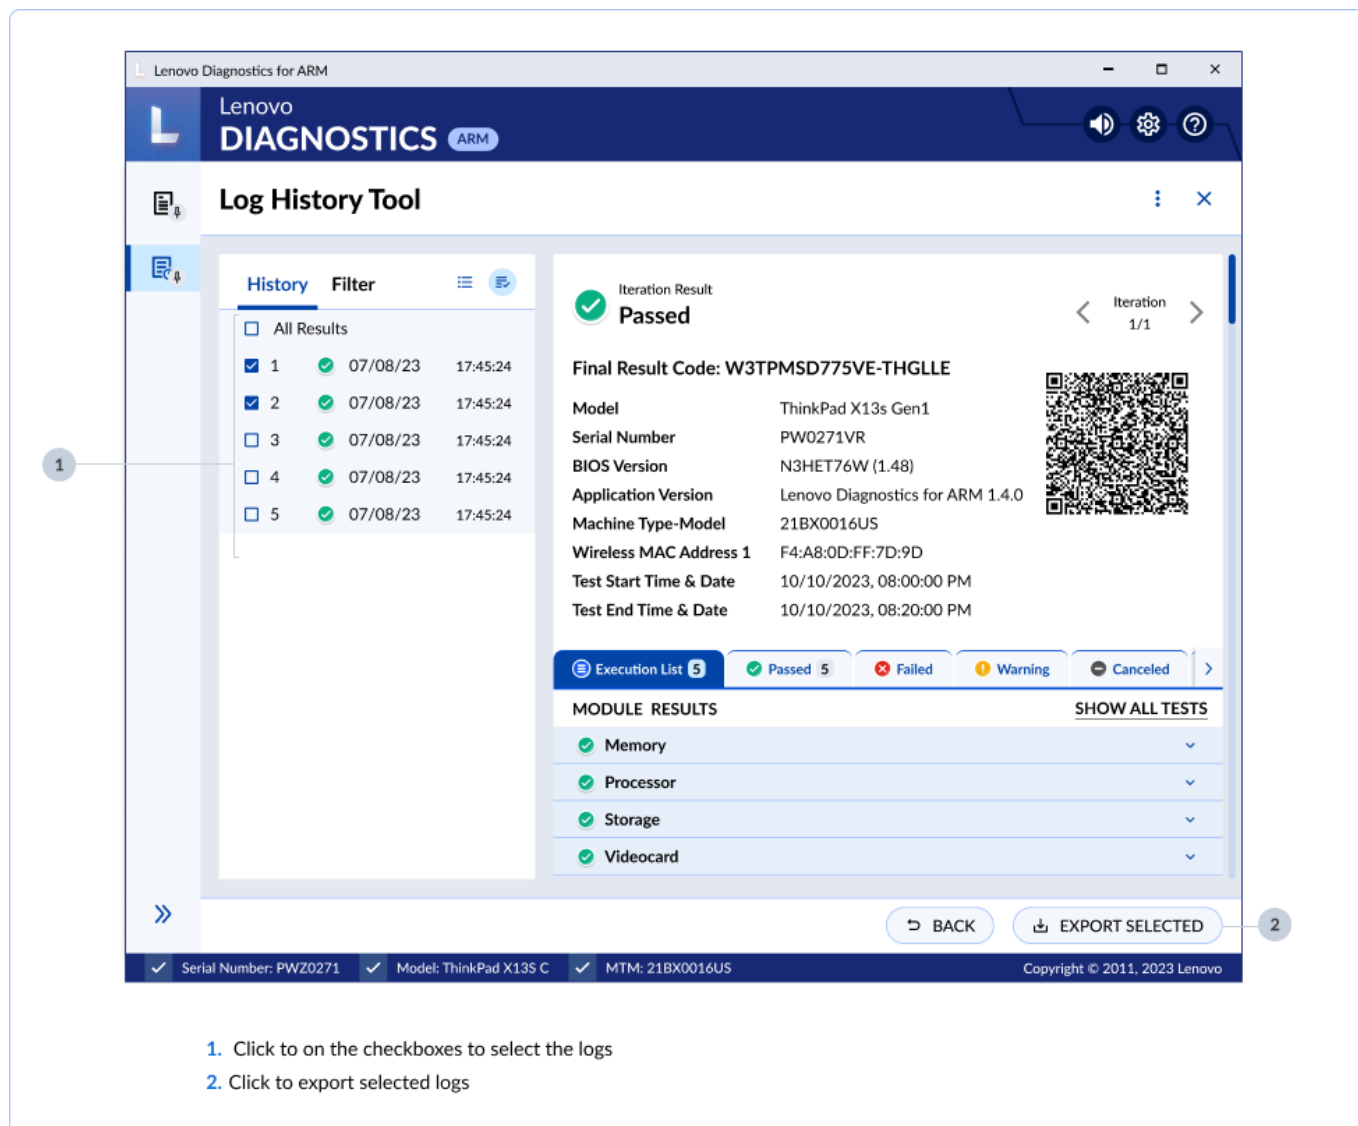 Lenovo Diagnostics for ARM
Lenovo
DIAGNOSTICS ARM
Log History Tool
History Filter
All Results
1 07/08/23 17:45:24
2 07/08/23 17:45:24
3 07/08/23 17:45:24
4 07/08/23 17:45:24
5 07/08/23 17:45:24
1
Iteration Result
Passed
Iteration
1/1
Final Result Code: W3TPMSD775VE-THGLLE
Model ThinkPad X13s Gen1
Serial Number PW0271VR
BIOS Version N3HET76W (1.48)
Application Version Lenovo Diagnostics for ARM 1.4.0
Machine Type-Model 21BX0016US
Wireless MAC Address 1 F4:A8:0D:FF:7D:9D
Test Start Time & Date 10/10/2023, 08:00:00 PM
Test End Time & Date 10/10/2023, 08:20:00 PM
Execution List 5 Passed 5 Failed Warning Canceled
MODULE RESULTS SHOW ALL TESTS
Memory
Processor
Storage
Videocard
BACK EXPORT SELECTED
2
Serial Number: PWZ0271 Model: ThinkPad X13S C MTM: 21BX0016US Copyright © 2011, 2023 Lenovo
1. Click to on the checkboxes to select the logs
2. Click to export selected logs